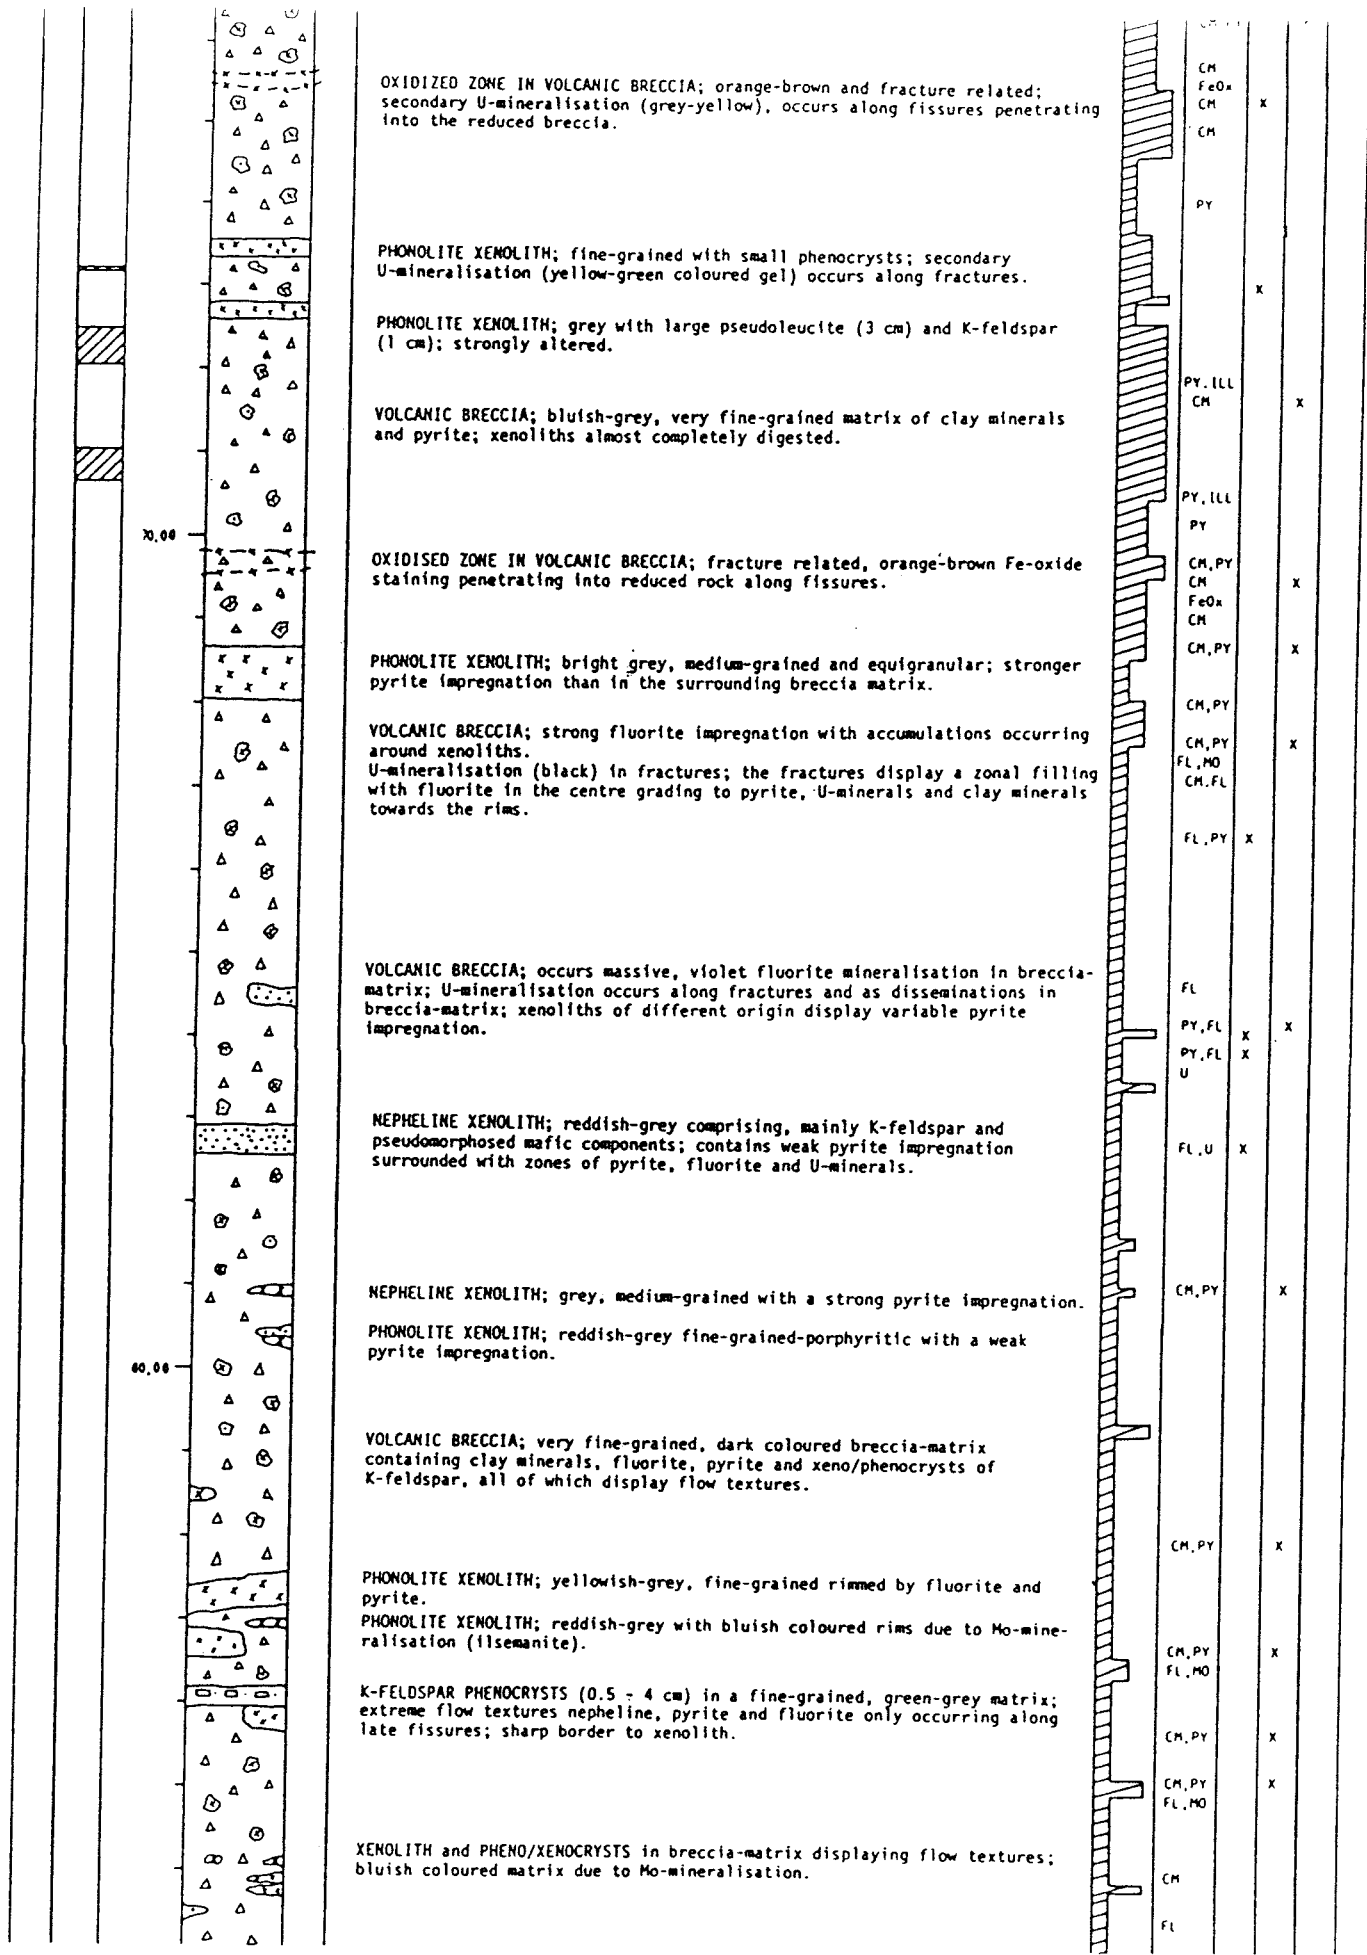 CM
FeOx
OXIDIZED ZONE IN VOLCANIC BRECCIA; orange-brown and fracture related;
secondary U-mineralisation (grey-yellow), occurs along fissures penetrating
into the reduced breccia.
CM
x
CM
PY
PHONOLITE XENOLITH; fine-grained with small phenocrysts; secondary
U-mineralisation (yellow-green coloured gel) occurs along fractures.
x
PHONOLITE XENOLITH; grey with large pseudoleucite (3 cm) and K-feldspar
(1 cm); strongly altered.
PY.ILL
CM
x
VOLCANIC BRECCIA; bluish-grey, very fine-grained matrix of clay minerals
and pyrite; xenoliths almost completely digested.
PY,ILL
PY
OXIDISED ZONE IN VOLCANIC BRECCIA; fracture related, orange-brown Fe-oxide
staining penetrating into reduced rock along fissures.
CM,PY
CM
x
FeOx
CM
CM,PY
x
PHONOLITE XENOLITH; bright grey, medium-grained and equigranular; stronger
pyrite impregnation than in the surrounding breccia matrix.
CM,PY
VOLCANIC BRECCIA; strong fluorite impregnation with accumulations occurring
around xenoliths.
U-mineralisation (black) in fractures; the fractures display a zonal filling
with fluorite in the centre grading to pyrite, U-minerals and clay minerals
towards the rims.
CM,PY
x
FL,MO
CM.FL
FL,PY
x
VOLCANIC BRECCIA; occurs massive, violet fluorite mineralisation in breccia-
matrix; U-mineralisation occurs along fractures and as disseminations in
breccia-matrix; xenoliths of different origin display variable pyrite
impregnation.
FL
PY,FL
x
x
PY,FL
x
U
NEPHELINE XENOLITH; reddish-grey comprising, mainly K-feldspar and
pseudomorphosed mafic components; contains weak pyrite impregnation
surrounded with zones of pyrite, fluorite and U-minerals.
FL,U
x
NEPHELINE XENOLITH; grey, medium-grained with a strong pyrite impregnation.
CM,PY
x
PHONOLITE XENOLITH; reddish-grey fine-grained-porphyritic with a weak
pyrite impregnation.
VOLCANIC BRECCIA; very fine-grained, dark coloured breccia-matrix
containing clay minerals, fluorite, pyrite and xeno/phenocrysts of
K-feldspar, all of which display flow textures.
CM,PY
x
PHONOLITE XENOLITH; yellowish-grey, fine-grained rimmed by fluorite and
pyrite.
PHONOLITE XENOLITH; reddish-grey with bluish coloured rims due to Mo-mine-
ralisation (ilsemanite).
CM,PY
x
FL,MO
K-FELDSPAR PHENOCRYSTS (0.5 - 4 cm) in a fine-grained, green-grey matrix;
extreme flow textures nepheline, pyrite and fluorite only occurring along
late fissures; sharp border to xenolith.
CM,PY
x
CM,PY
x
FL,MO
XENOLITH and PHENO/XENOCRYSTS in breccia-matrix displaying flow textures;
bluish coloured matrix due to Mo-mineralisation.
CM
FL